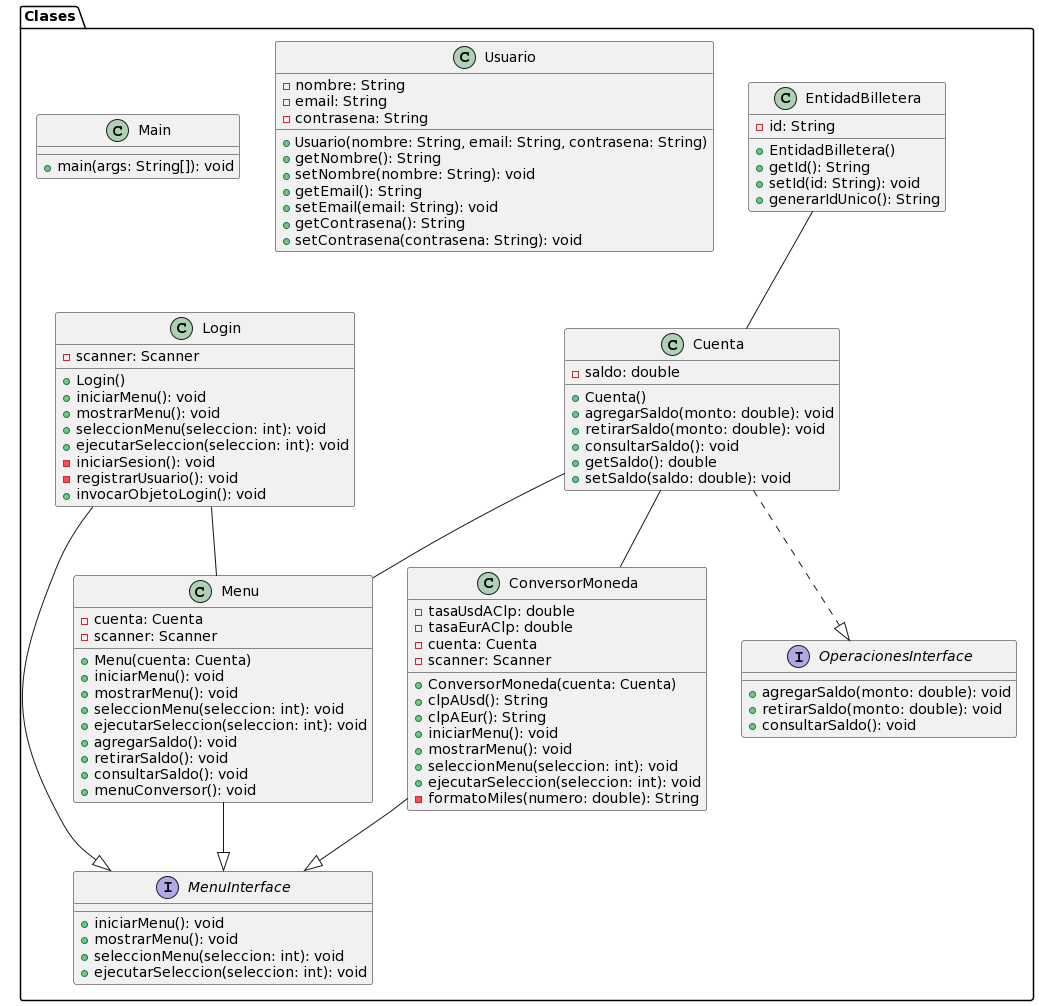 Clases
C Usuario
nombre: String
email: String
contrasena: String
Usuario(nombre: String, email: String, contrasena: String)
getNombre(): String
setNombre(nombre: String): void
getEmail(): String
setEmail(email: String): void
getContrasena(): String
setContrasena(contrasena: String): void
C EntidadBilletera
id: String
EntidadBilletera()
getId(): String
setId(id: String): void
generarIdUnico(): String
C Main
main(args: String[]): void
C Login
scanner: Scanner
Login()
iniciarMenu(): void
mostrarMenu(): void
seleccionMenu(seleccion: int): void
ejecutarSeleccion(seleccion: int): void
iniciarSesion(): void
registrarUsuario(): void
invocarObjetoLogin(): void
C Cuenta
saldo: double
Cuenta()
agregarSaldo(monto: double): void
retirarSaldo(monto: double): void
consultarSaldo(): void
getSaldo(): double
setSaldo(saldo: double): void
C Menu
cuenta: Cuenta
scanner: Scanner
Menu(cuenta: Cuenta)
iniciarMenu(): void
mostrarMenu(): void
seleccionMenu(seleccion: int): void
ejecutarSeleccion(seleccion: int): void
agregarSaldo(): void
retirarSaldo(): void
consultarSaldo(): void
menuConversor(): void
C ConversorMoneda
tasaUsdAClp: double
tasaEurAClp: double
cuenta: Cuenta
scanner: Scanner
ConversorMoneda(cuenta: Cuenta)
clpAUsd(): String
clpAEur(): String
iniciarMenu(): void
mostrarMenu(): void
seleccionMenu(seleccion: int): void
ejecutarSeleccion(seleccion: int): void
formatoMiles(numero: double): String
I OperacionesInterface
agregarSaldo(monto: double): void
retirarSaldo(monto: double): void
consultarSaldo(): void
I MenuInterface
iniciarMenu(): void
mostrarMenu(): void
seleccionMenu(seleccion: int): void
ejecutarSeleccion(seleccion: int): void